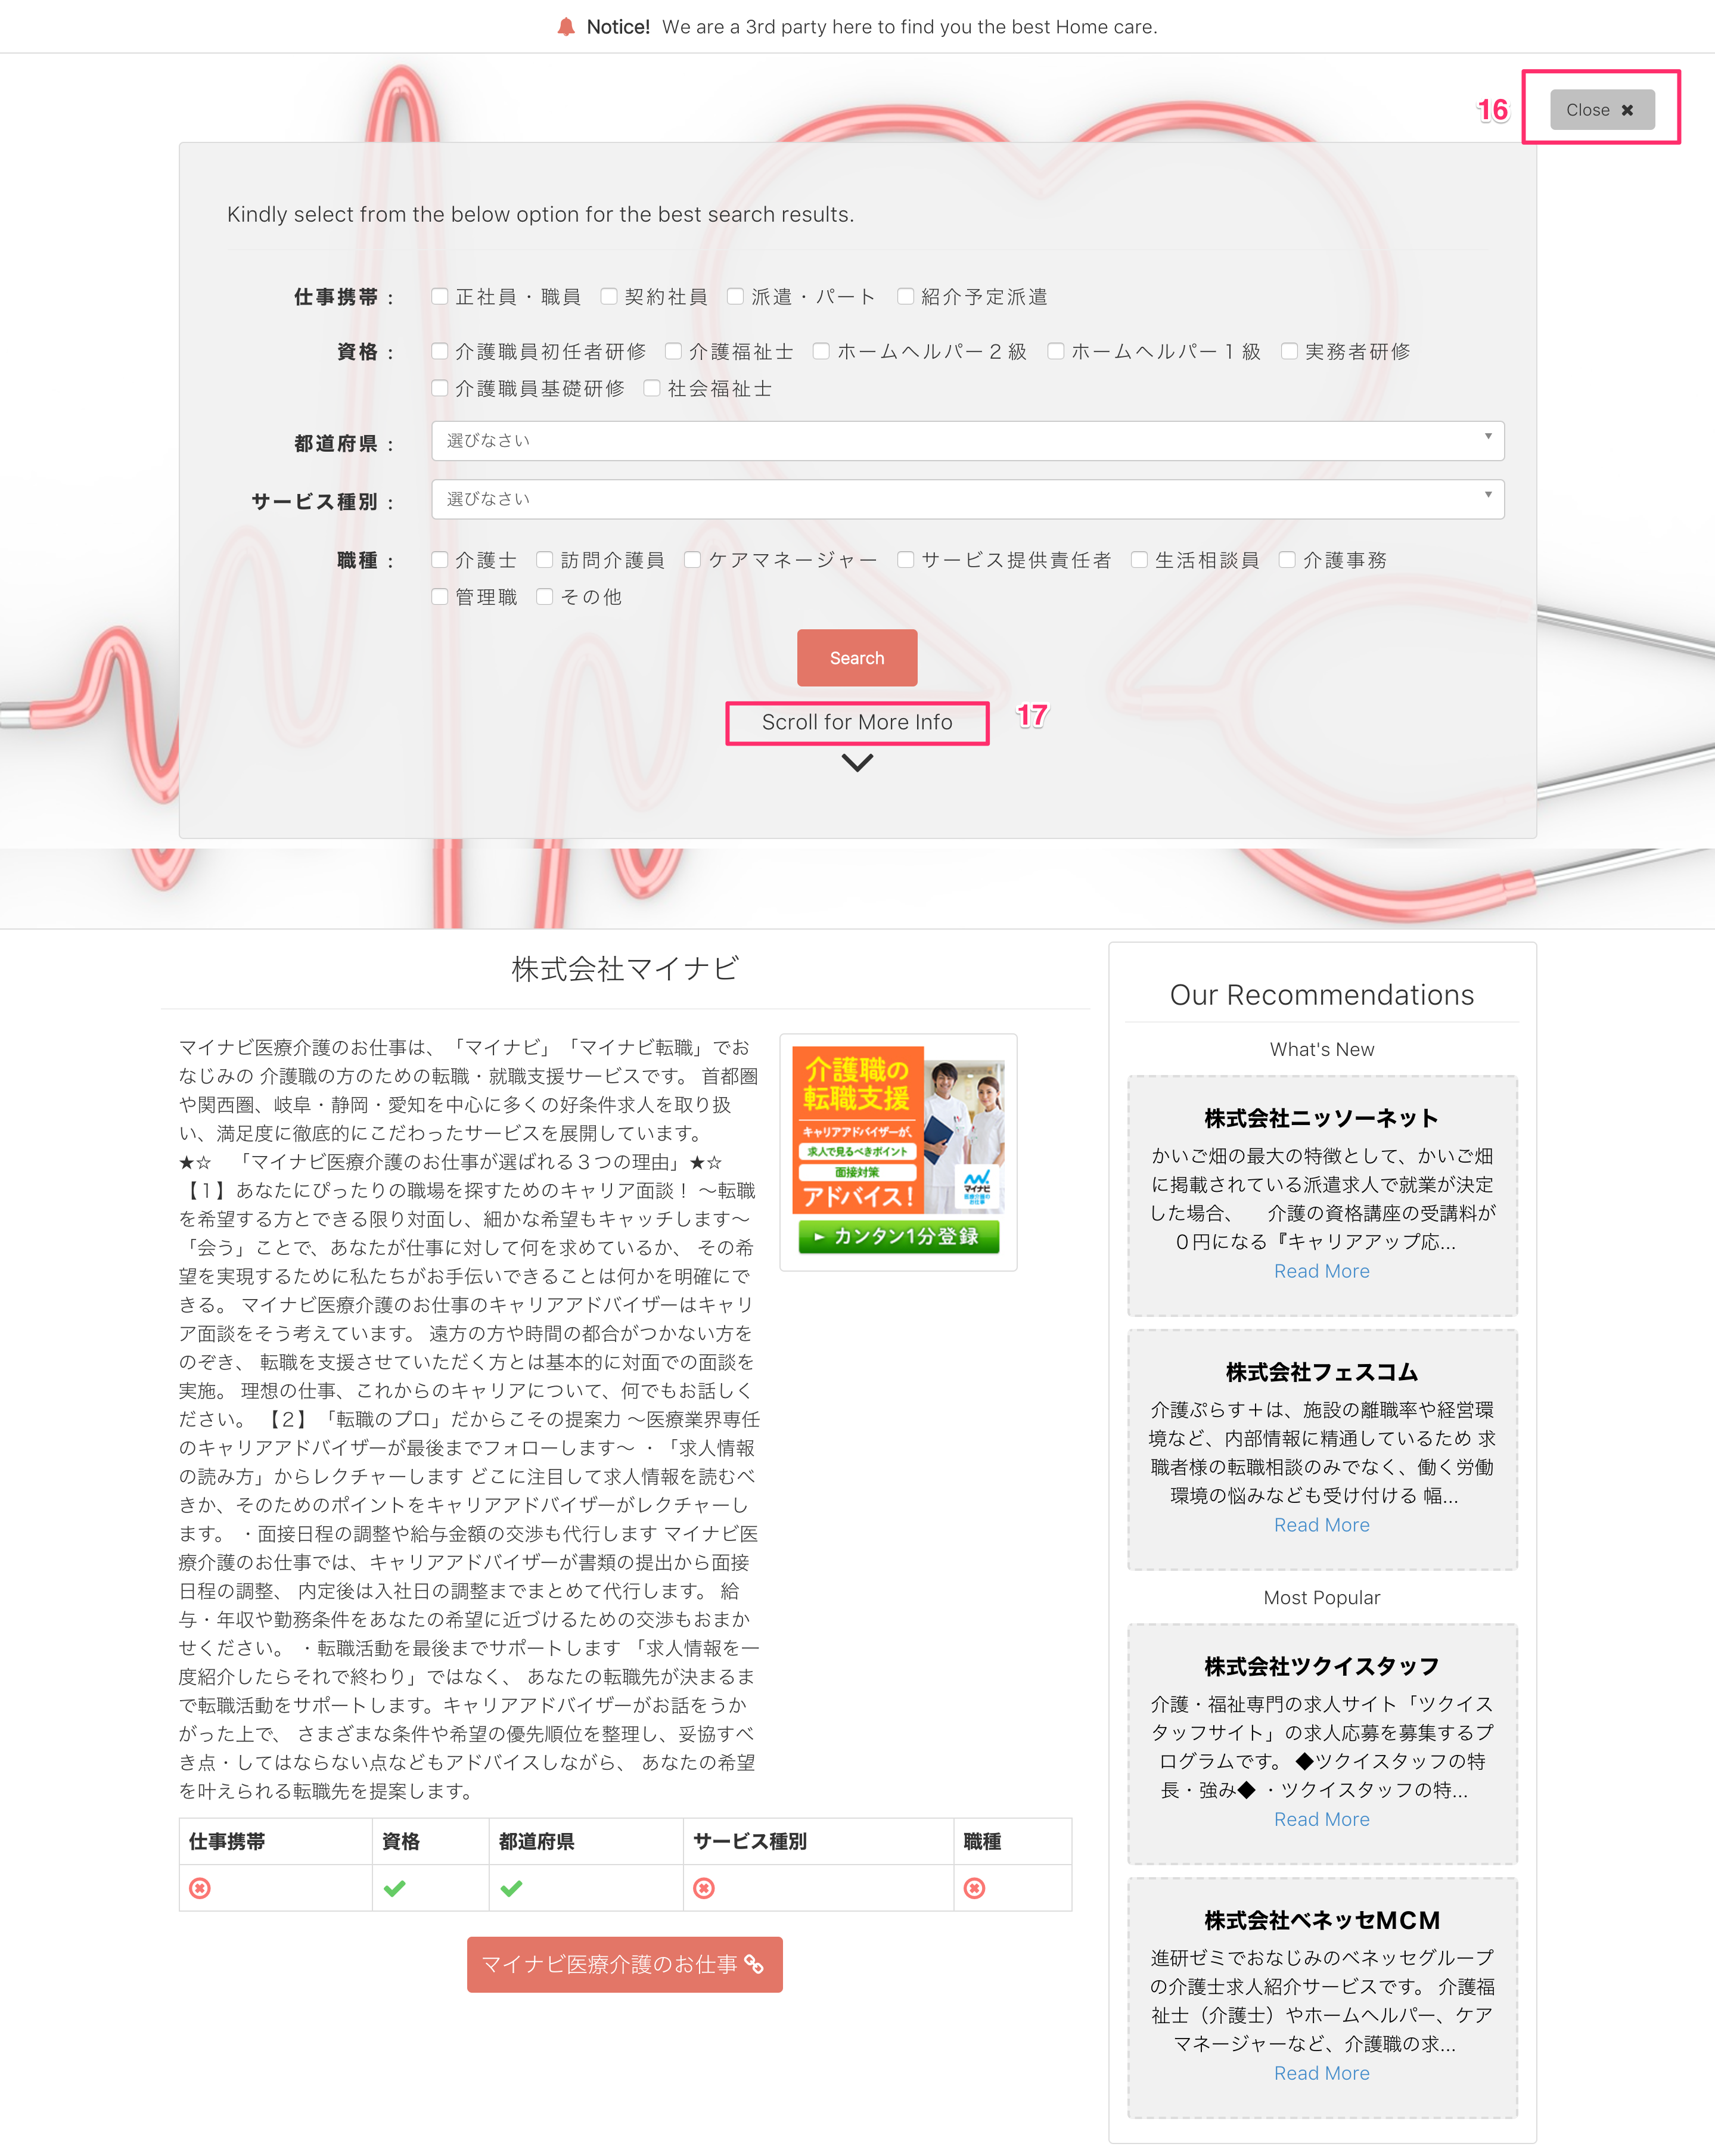 Notice! We are a 3rd party here to find you the best Home care.
16
Close ✖
Kindly select from the below option for the best search results.
仕事携帯 : 正社員・職員 契約社員 派遣・パート 紹介予定派遣
資格 : 介護職員初任者研修 介護福祉士 ホームヘルパー２級 ホームヘルパー１級 実務者研修
介護職員基礎研修 社会福祉士
都道府県 : 選びなさい
サービス種別 : 選びなさい
職種 : 介護士 訪問介護員 ケアマネージャー サービス提供責任者 生活相談員 介護事務
管理職 その他
Search
Scroll for More Info
17
株式会社マイナビ
マイナビ医療介護のお仕事は、「マイナビ」「マイナビ転職」でお
なじみの 介護職の方のための転職・就職支援サービスです。 首都圏
や関西圏、岐阜・静岡・愛知を中心に多くの好条件求人を取り扱
い、満足度に徹底的にこだわったサービスを展開しています。
★☆ 「マイナビ医療介護のお仕事が選ばれる３つの理由」★☆
【１】あなたにぴったりの職場を探すためのキャリア面談！ ～転職
を希望する方とできる限り対面し、細かな希望もキャッチします～
「会う」ことで、あなたが仕事に対して何を求めているか、 その希
望を実現するために私たちがお手伝いできることは何かを明確にで
きる。 マイナビ医療介護のお仕事のキャリアアドバイザーはキャリ
ア面談をそう考えています。 遠方の方や時間の都合がつかない方を
のぞき、 転職を支援させていただく方とは基本的に対面での面談を
実施。 理想の仕事、これからのキャリアについて、何でもお話しく
ださい。 【２】「転職のプロ」だからこその提案力 ～医療業界専任
のキャリアアドバイザーが最後までフォローします～ ・「求人情報
の読み方」からレクチャーします どこに注目して求人情報を読むべ
きか、そのためのポイントをキャリアアドバイザーがレクチャーし
ます。 ・面接日程の調整や給与金額の交渉も代行します マイナビ医
療介護のお仕事では、キャリアアドバイザーが書類の提出から面接
日程の調整、 内定後は入社日の調整までまとめて代行します。 給
与・年収や勤務条件をあなたの希望に近づけるための交渉もおまか
せください。 ・転職活動を最後までサポートします 「求人情報を一
度紹介したらそれで終わり」ではなく、 あなたの転職先が決まるま
で転職活動をサポートします。キャリアアドバイザーがお話をうか
がった上で、 さまざまな条件や希望の優先順位を整理し、妥協すべ
き点・してはならない点などもアドバイスしながら、 あなたの希望
を叶えられる転職先を提案します。
介護職の
転職支援
キャリアアドバイザーが、
求人で見るべきポイント
面接対策
アドバイス！
マイナビ
医療介護の
お仕事
► カンタン1分登録
仕事携帯 資格 都道府県 サービス種別 職種
マイナビ医療介護のお仕事
Our Recommendations
What's New
株式会社ニッソーネット
かいご畑の最大の特徴として、かいご畑
に掲載されている派遣求人で就業が決定
した場合、 介護の資格講座の受講料が
０円になる『キャリアアップ応...
Read More
株式会社フェスコム
介護ぷらす＋は、施設の離職率や経営環
境など、内部情報に精通しているため 求
職者様の転職相談のみでなく、働く労働
環境の悩みなども受け付ける 幅...
Read More
Most Popular
株式会社ツクイスタッフ
介護・福祉専門の求人サイト「ツクイス
タッフサイト」の求人応募を募集するプ
ログラムです。 ◆ツクイスタッフの特
長・強み◆ ・ツクイスタッフの特...
Read More
株式会社ベネッセMCM
進研ゼミでおなじみのベネッセグループ
の介護士求人紹介サービスです。 介護福
祉士（介護士）やホームヘルパー、ケア
マネージャーなど、介護職の求...
Read More